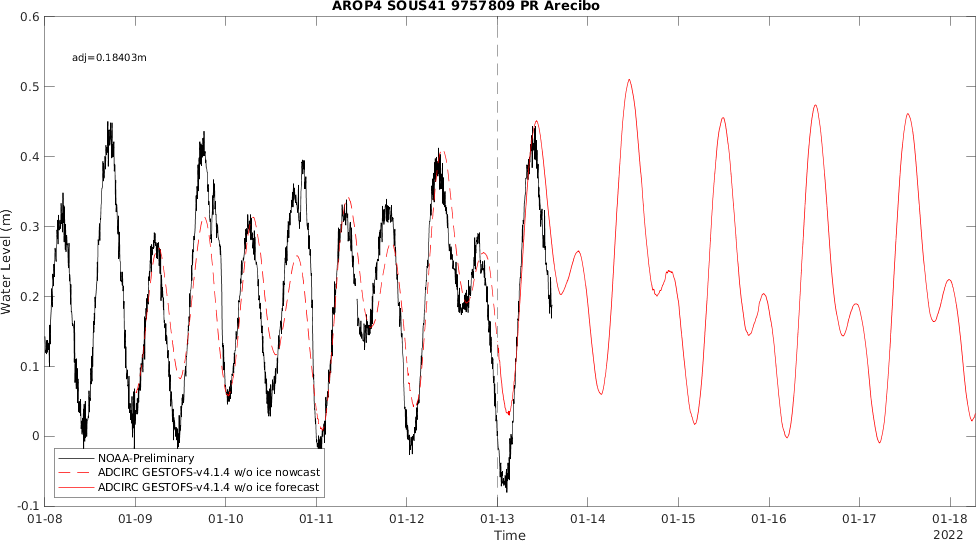 AROP4 SOUS41 9757809 PR Arecibo
0.6
adj=0.18403m
0.5
0.4
0.3
Water Level (m)
0.2
0.1
0
NOAA-Preliminary
ADCIRC GESTOFS-v4.1.4 w/o ice nowcast
ADCIRC GESTOFS-v4.1.4 w/o ice forecast
-0.1
01-08 01-09 01-10 01-11 01-12 01-13 01-14 01-15 01-16 01-17 01-18
Time 2022